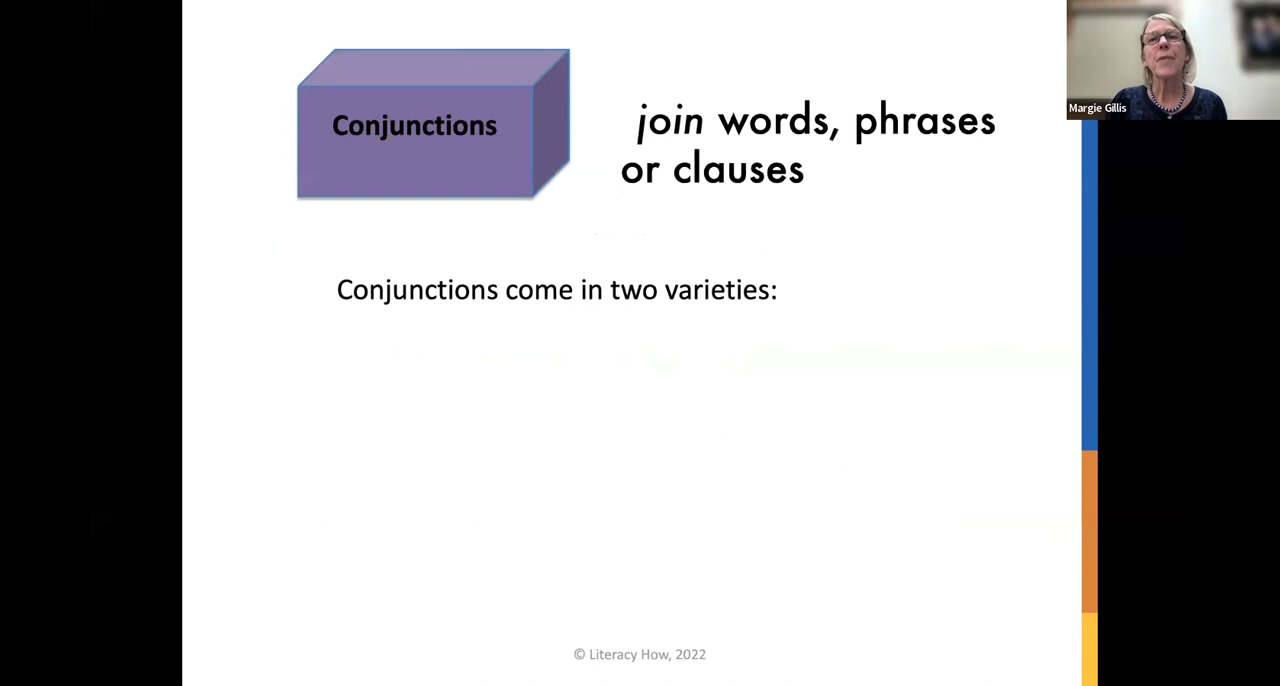 Conjunctions
join words, phrases
or clauses
Margie Gillis
Conjunctions come in two varieties:
© Literacy How, 2022